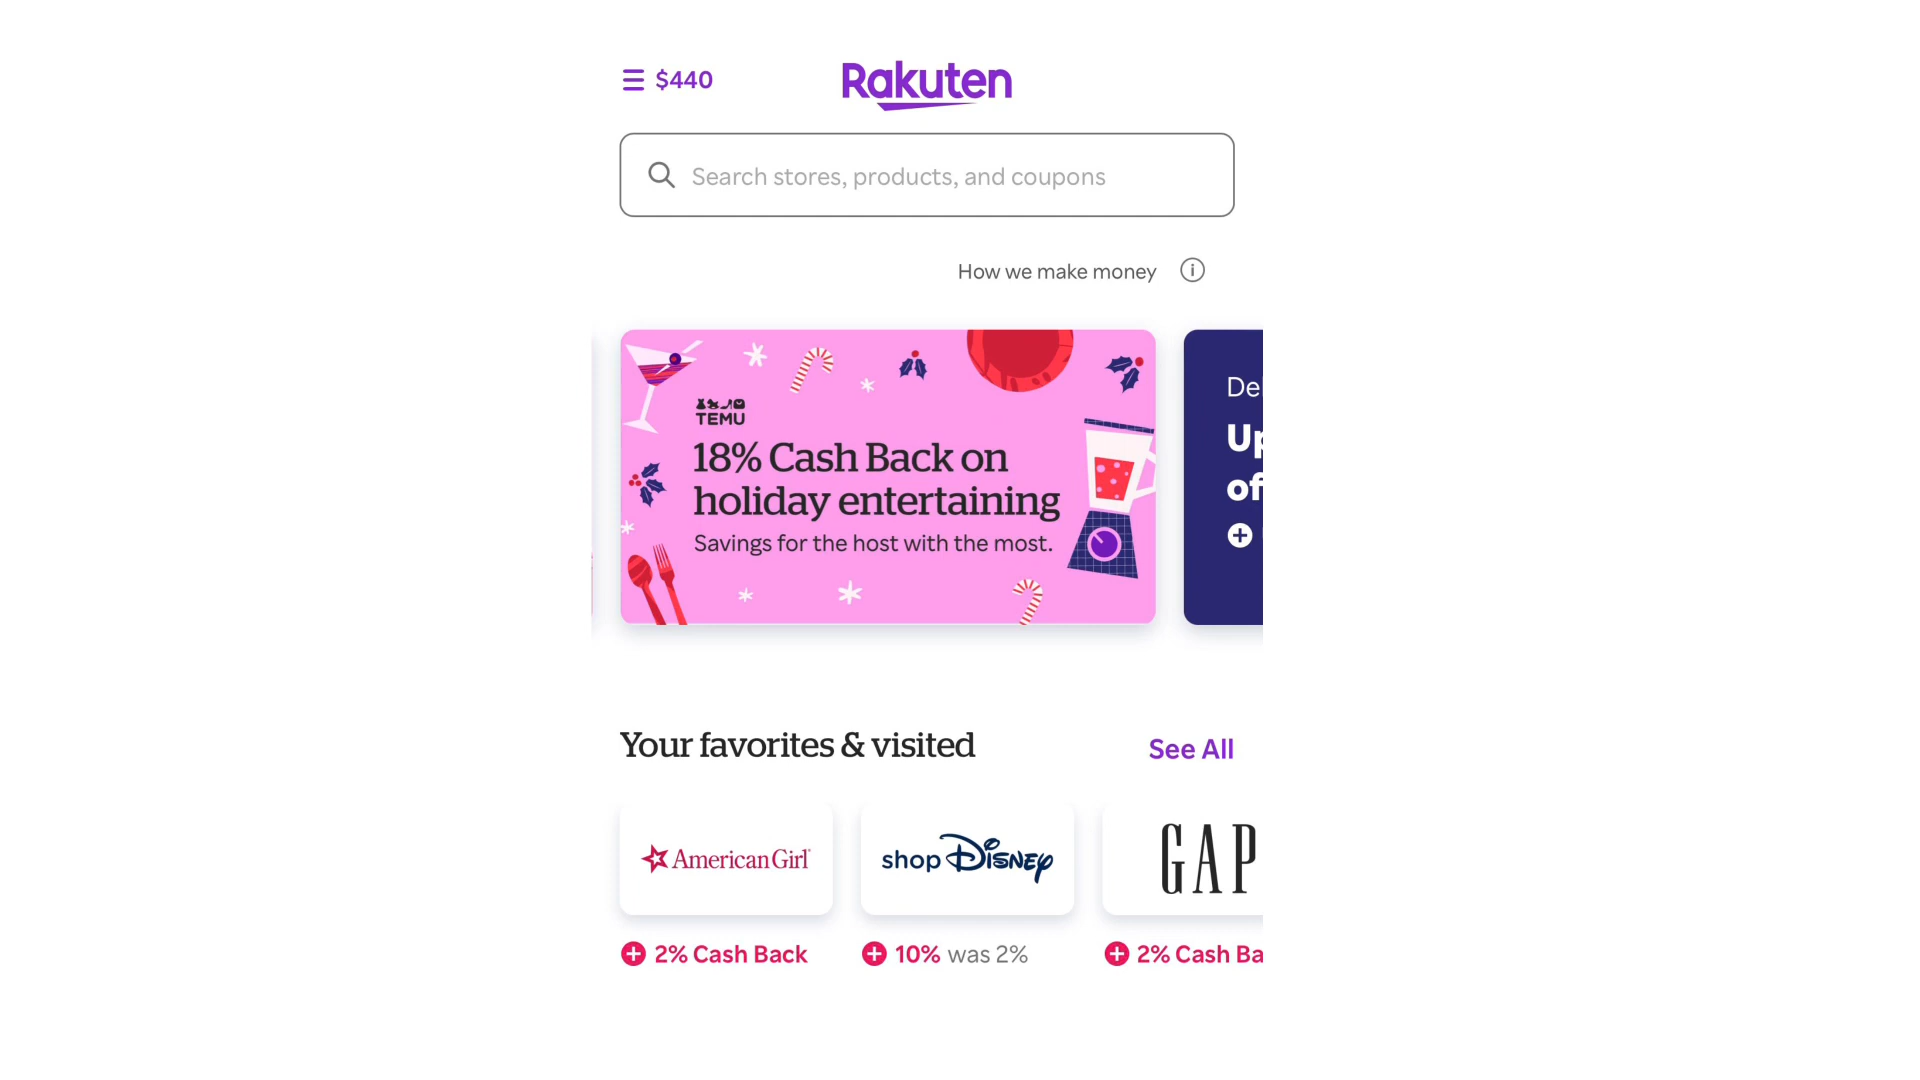 $440
Rakuten
Search stores, products, and coupons
How we make money
TEMU
18% Cash Back on
holiday entertaining
Savings for the host with the most.
Your favorites & visited
See All
American Girl
shop Disney
GAP
2% Cash Back
10% was 2%
2% Cash